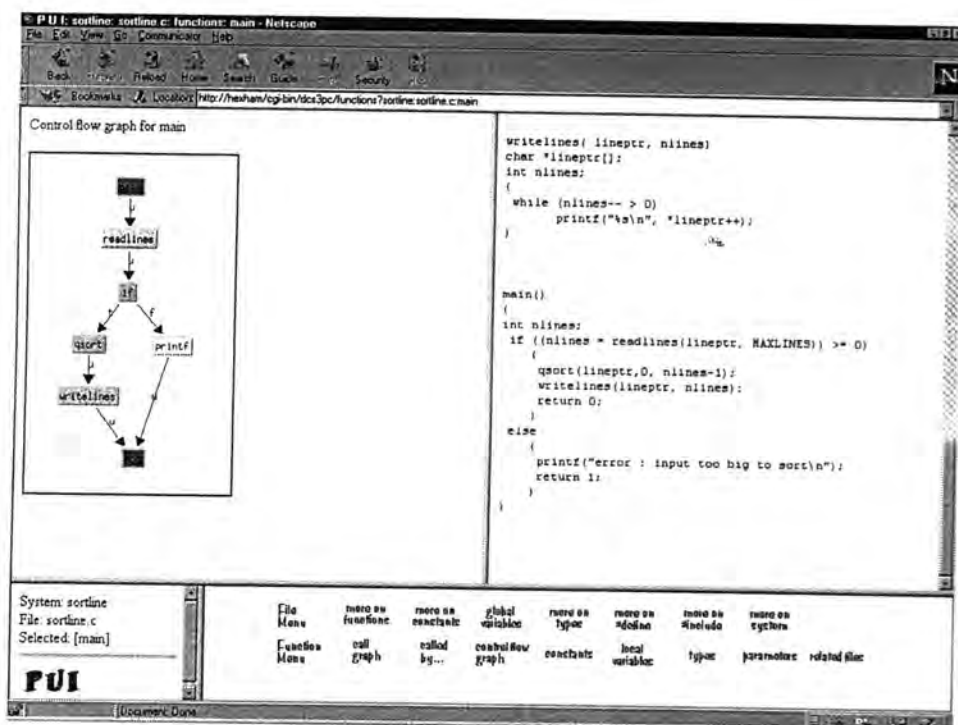 P U I: sortline: sortline.c: functions: main - Netscape
File Edit View Go Communicator Help
Back Reload Home Search Guide Security
Bookmarks Location: http://hexham/cgi-bin/dcs3pc/functions?sortline:sortline.c:main
N
Control flow graph for main
μ
readlines
μ
if
t f
qsort printf
μ
writelines
μ u
writelines( lineptr, nlines)
char *lineptr[];
int nlines;
{
while (nlines-- > 0)
printf("%s\n", *lineptr++);
}
main()
{
int nlines;
if ((nlines = readlines(lineptr, MAXLINES)) >= 0)
{
qsort(lineptr,0, nlines-1);
writelines(lineptr, nlines);
return 0;
}
else
{
printf("error : input too big to sort\n");
return 1;
}
}
System: sortline
File: sortline.c
Selected: [main]
PUI
File Menu more on functions more on constants global variables more on types more on #define more on #include more on system
Function Menu call graph called by... control flow graph constants local variables types parameters related files
Document: Done